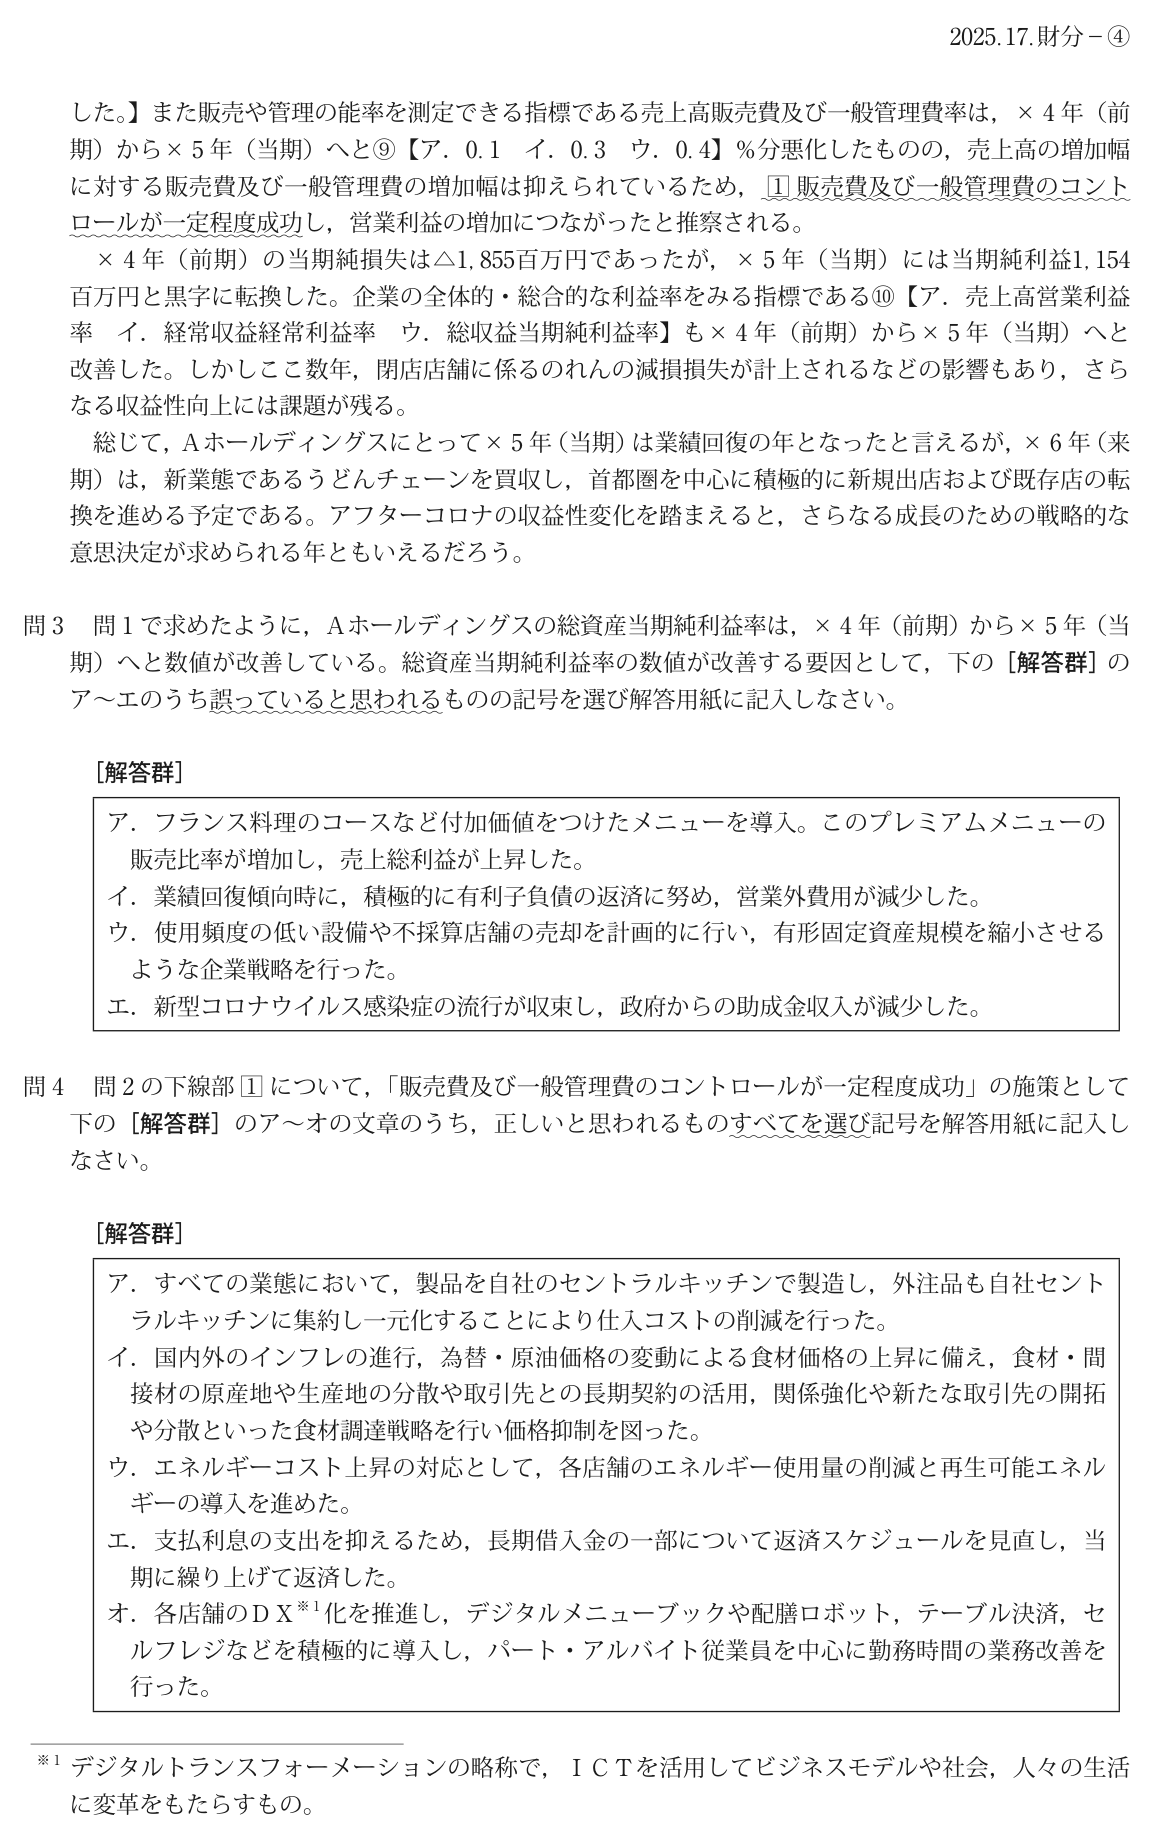 2025.17.財分－④
した。】また販売や管理の能率を測定できる指標である売上高販売費及び一般管理費率は，×４年（前
期）から×５年（当期）へと⑨【ア．0.1　イ．0.3　ウ．0.4】％分悪化したものの，売上高の増加幅
に対する販売費及び一般管理費の増加幅は抑えられているため，1 販売費及び一般管理費のコント
ロールが一定程度成功し，営業利益の増加につながったと推察される。
×４年（前期）の当期純損失は△1,855百万円であったが，×５年（当期）には当期純利益1,154
百万円と黒字に転換した。企業の全体的・総合的な利益率をみる指標である⑩【ア．売上高営業利益
率　イ．経常収益経常利益率　ウ．総収益当期純利益率】も×４年（前期）から×５年（当期）へと
改善した。しかしここ数年，閉店店舗に係るのれんの減損損失が計上されるなどの影響もあり，さら
なる収益性向上には課題が残る。
総じて，Ａホールディングスにとって×５年（当期）は業績回復の年となったと言えるが，×６年（来
期）は，新業態であるうどんチェーンを買収し，首都圏を中心に積極的に新規出店および既存店の転
換を進める予定である。アフターコロナの収益性変化を踏まえると，さらなる成長のための戦略的な
意思決定が求められる年ともいえるだろう。
問３　問１で求めたように，Ａホールディングスの総資産当期純利益率は，×４年（前期）から×５年（当
期）へと数値が改善している。総資産当期純利益率の数値が改善する要因として，下の［解答群］の
ア～エのうち誤っていると思われるものの記号を選び解答用紙に記入しなさい。
［解答群］
ア．フランス料理のコースなど付加価値をつけたメニューを導入。このプレミアムメニューの
販売比率が増加し，売上総利益が上昇した。
イ．業績回復傾向時に，積極的に有利子負債の返済に努め，営業外費用が減少した。
ウ．使用頻度の低い設備や不採算店舗の売却を計画的に行い，有形固定資産規模を縮小させる
ような企業戦略を行った。
エ．新型コロナウイルス感染症の流行が収束し，政府からの助成金収入が減少した。
問４　問２の下線部 1 について，「販売費及び一般管理費のコントロールが一定程度成功」の施策として
下の［解答群］のア～オの文章のうち，正しいと思われるものすべてを選び記号を解答用紙に記入し
なさい。
［解答群］
ア．すべての業態において，製品を自社のセントラルキッチンで製造し，外注品も自社セント
ラルキッチンに集約し一元化することにより仕入コストの削減を行った。
イ．国内外のインフレの進行，為替・原油価格の変動による食材価格の上昇に備え，食材・間
接材の原産地や生産地の分散や取引先との長期契約の活用，関係強化や新たな取引先の開拓
や分散といった食材調達戦略を行い価格抑制を図った。
ウ．エネルギーコスト上昇の対応として，各店舗のエネルギー使用量の削減と再生可能エネル
ギーの導入を進めた。
エ．支払利息の支出を抑えるため，長期借入金の一部について返済スケジュールを見直し，当
期に繰り上げて返済した。
オ．各店舗のＤＸ※1化を推進し，デジタルメニューブックや配膳ロボット，テーブル決済，セ
ルフレジなどを積極的に導入し，パート・アルバイト従業員を中心に勤務時間の業務改善を
行った。
※1 デジタルトランスフォーメーションの略称で，ＩＣＴを活用してビジネスモデルや社会，人々の生活
に変革をもたらすもの。